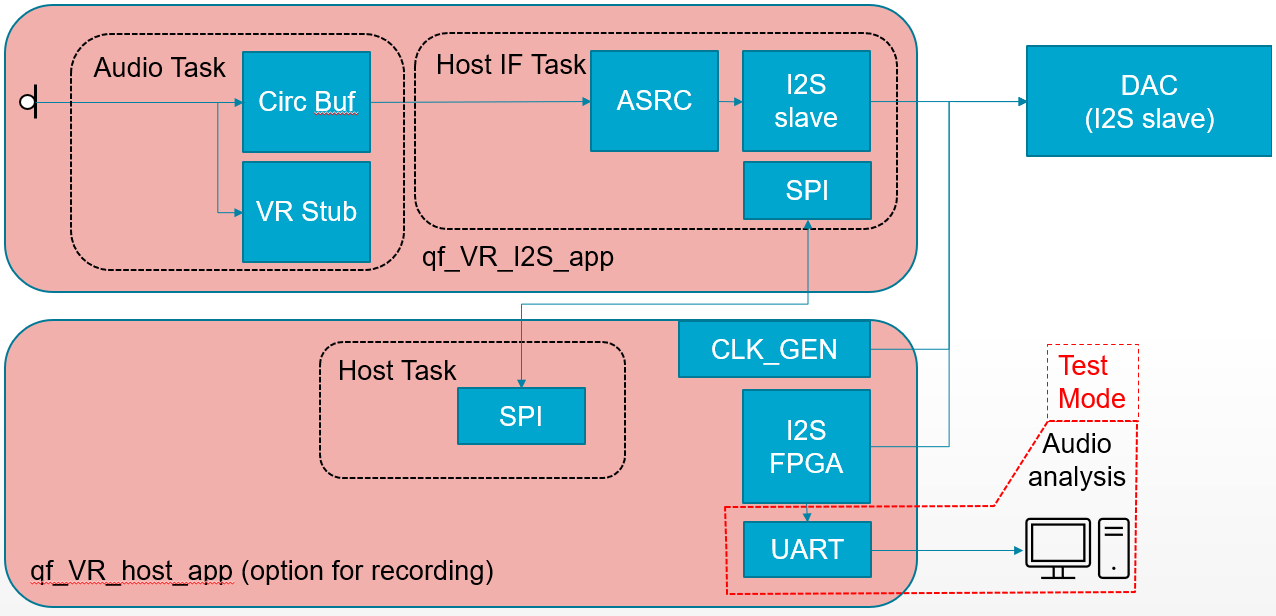 Audio Task
Circ Buf
VR Stub
Host IF Task
ASRC
I2S
slave
SPI
qf_VR_I2S_app
DAC
(I2S slave)
Host Task
SPI
CLK_GEN
I2S
FPGA
UART
qf_VR_host_app (option for recording)
Test
Mode
Audio
analysis